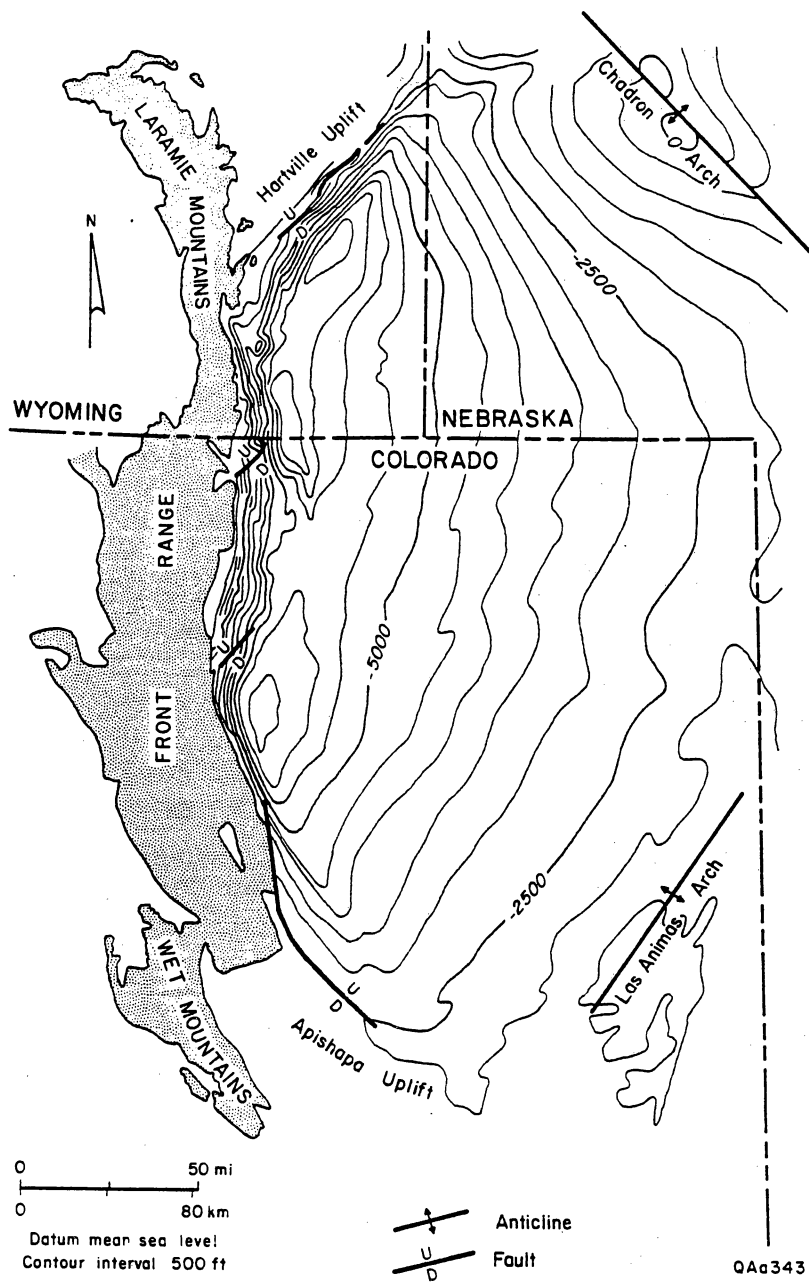 Chadron
Arch
LARAMIE
MOUNTAINS
Hartville Uplift
U
D
N
-2500
WYOMING
NEBRASKA
COLORADO
U
D
RANGE
U
D
-5000
FRONT
-2500
Las Animas Arch
WET MOUNTAINS
U
D
Apishapa Uplift
0 50 mi
0 80 km
Datum mean sea level
Contour interval 500 ft
Anticline
U
D
Fault
QAa343